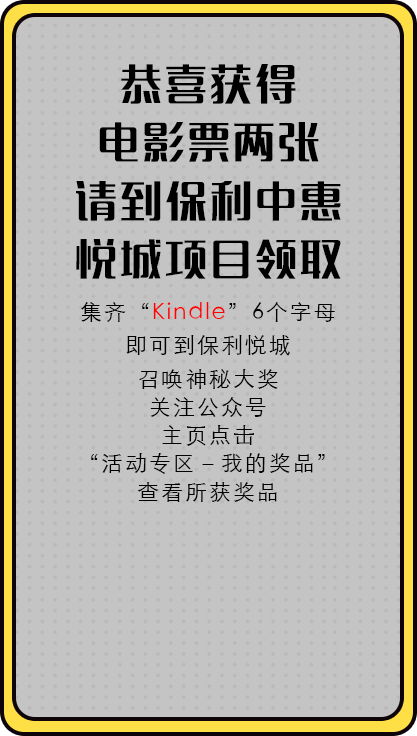 恭喜获得
电影票两张
请到保利中惠
悦城项目领取
集齐“Kindle”6个字母
即可到保利悦城
召唤神秘大奖
关注公众号
主页点击
“活动专区–我的奖品”
查看所获奖品